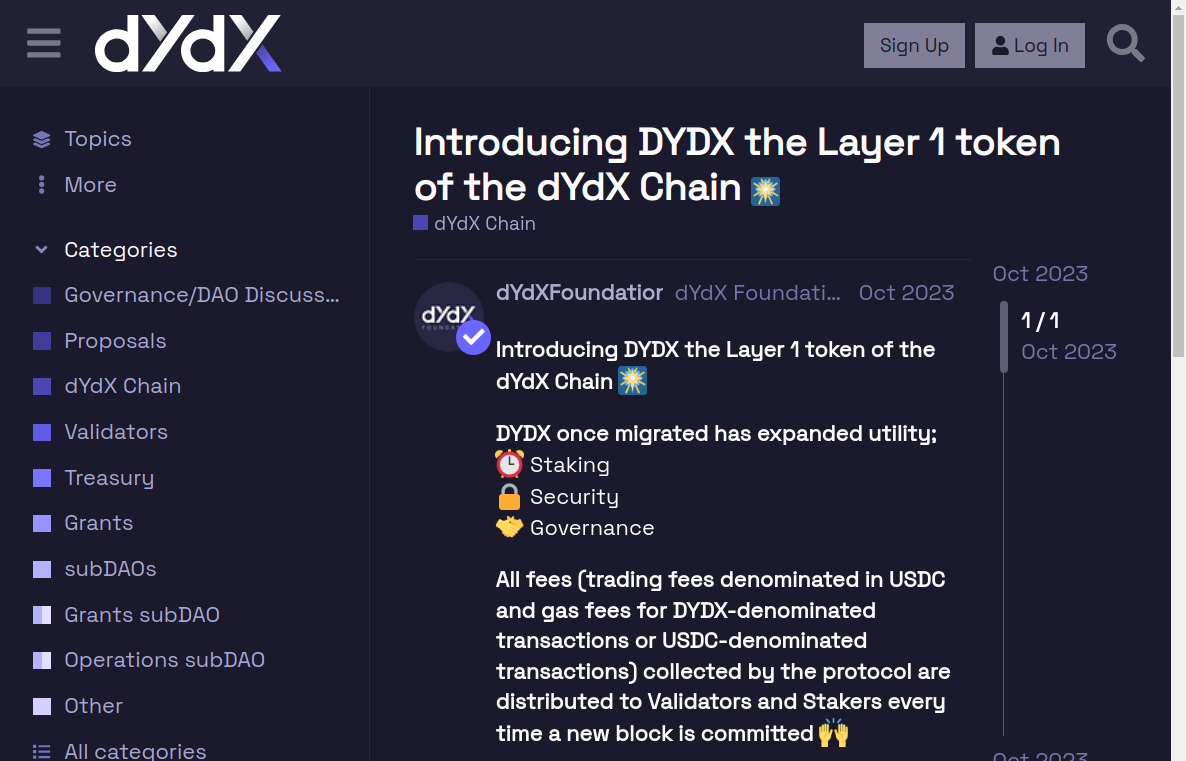 dYdX
Sign Up
Log In
Topics
More
Categories
Governance/DAO Discuss...
Proposals
dYdX Chain
Validators
Treasury
Grants
subDAOs
Grants subDAO
Operations subDAO
Other
All categories
Introducing DYDX the Layer 1 token
of the dYdX Chain
dYdX Chain
dYdX
FOUNDATION
dYdXFoundation dYdX Foundati... Oct 2023
Introducing DYDX the Layer 1 token of the
dYdX Chain
DYDX once migrated has expanded utility;
Staking
Security
Governance
All fees (trading fees denominated in USDC
and gas fees for DYDX-denominated
transactions or USDC-denominated
transactions) collected by the protocol are
distributed to Validators and Stakers every
time a new block is committed
Oct 2023
1 / 1
Oct 2023
Oct 2023